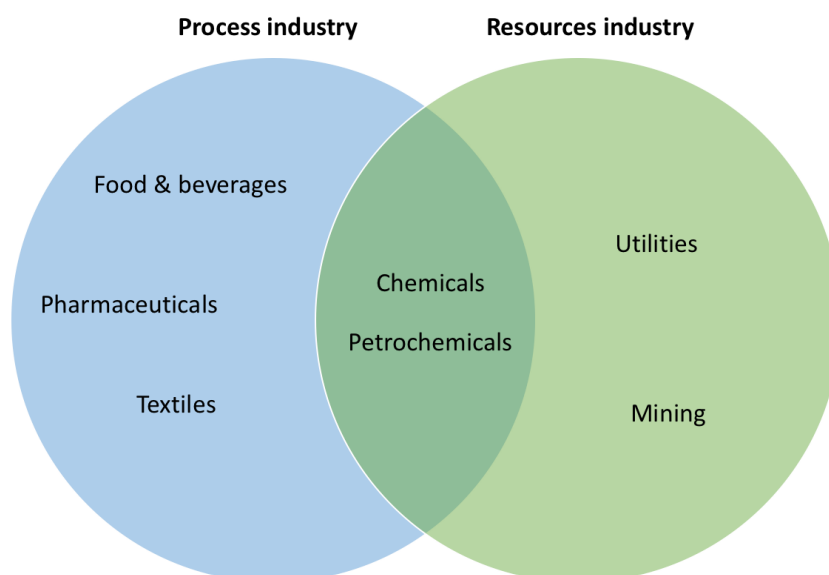 Process industry
Resources industry
Food & beverages
Pharmaceuticals
Textiles
Chemicals
Petrochemicals
Utilities
Mining